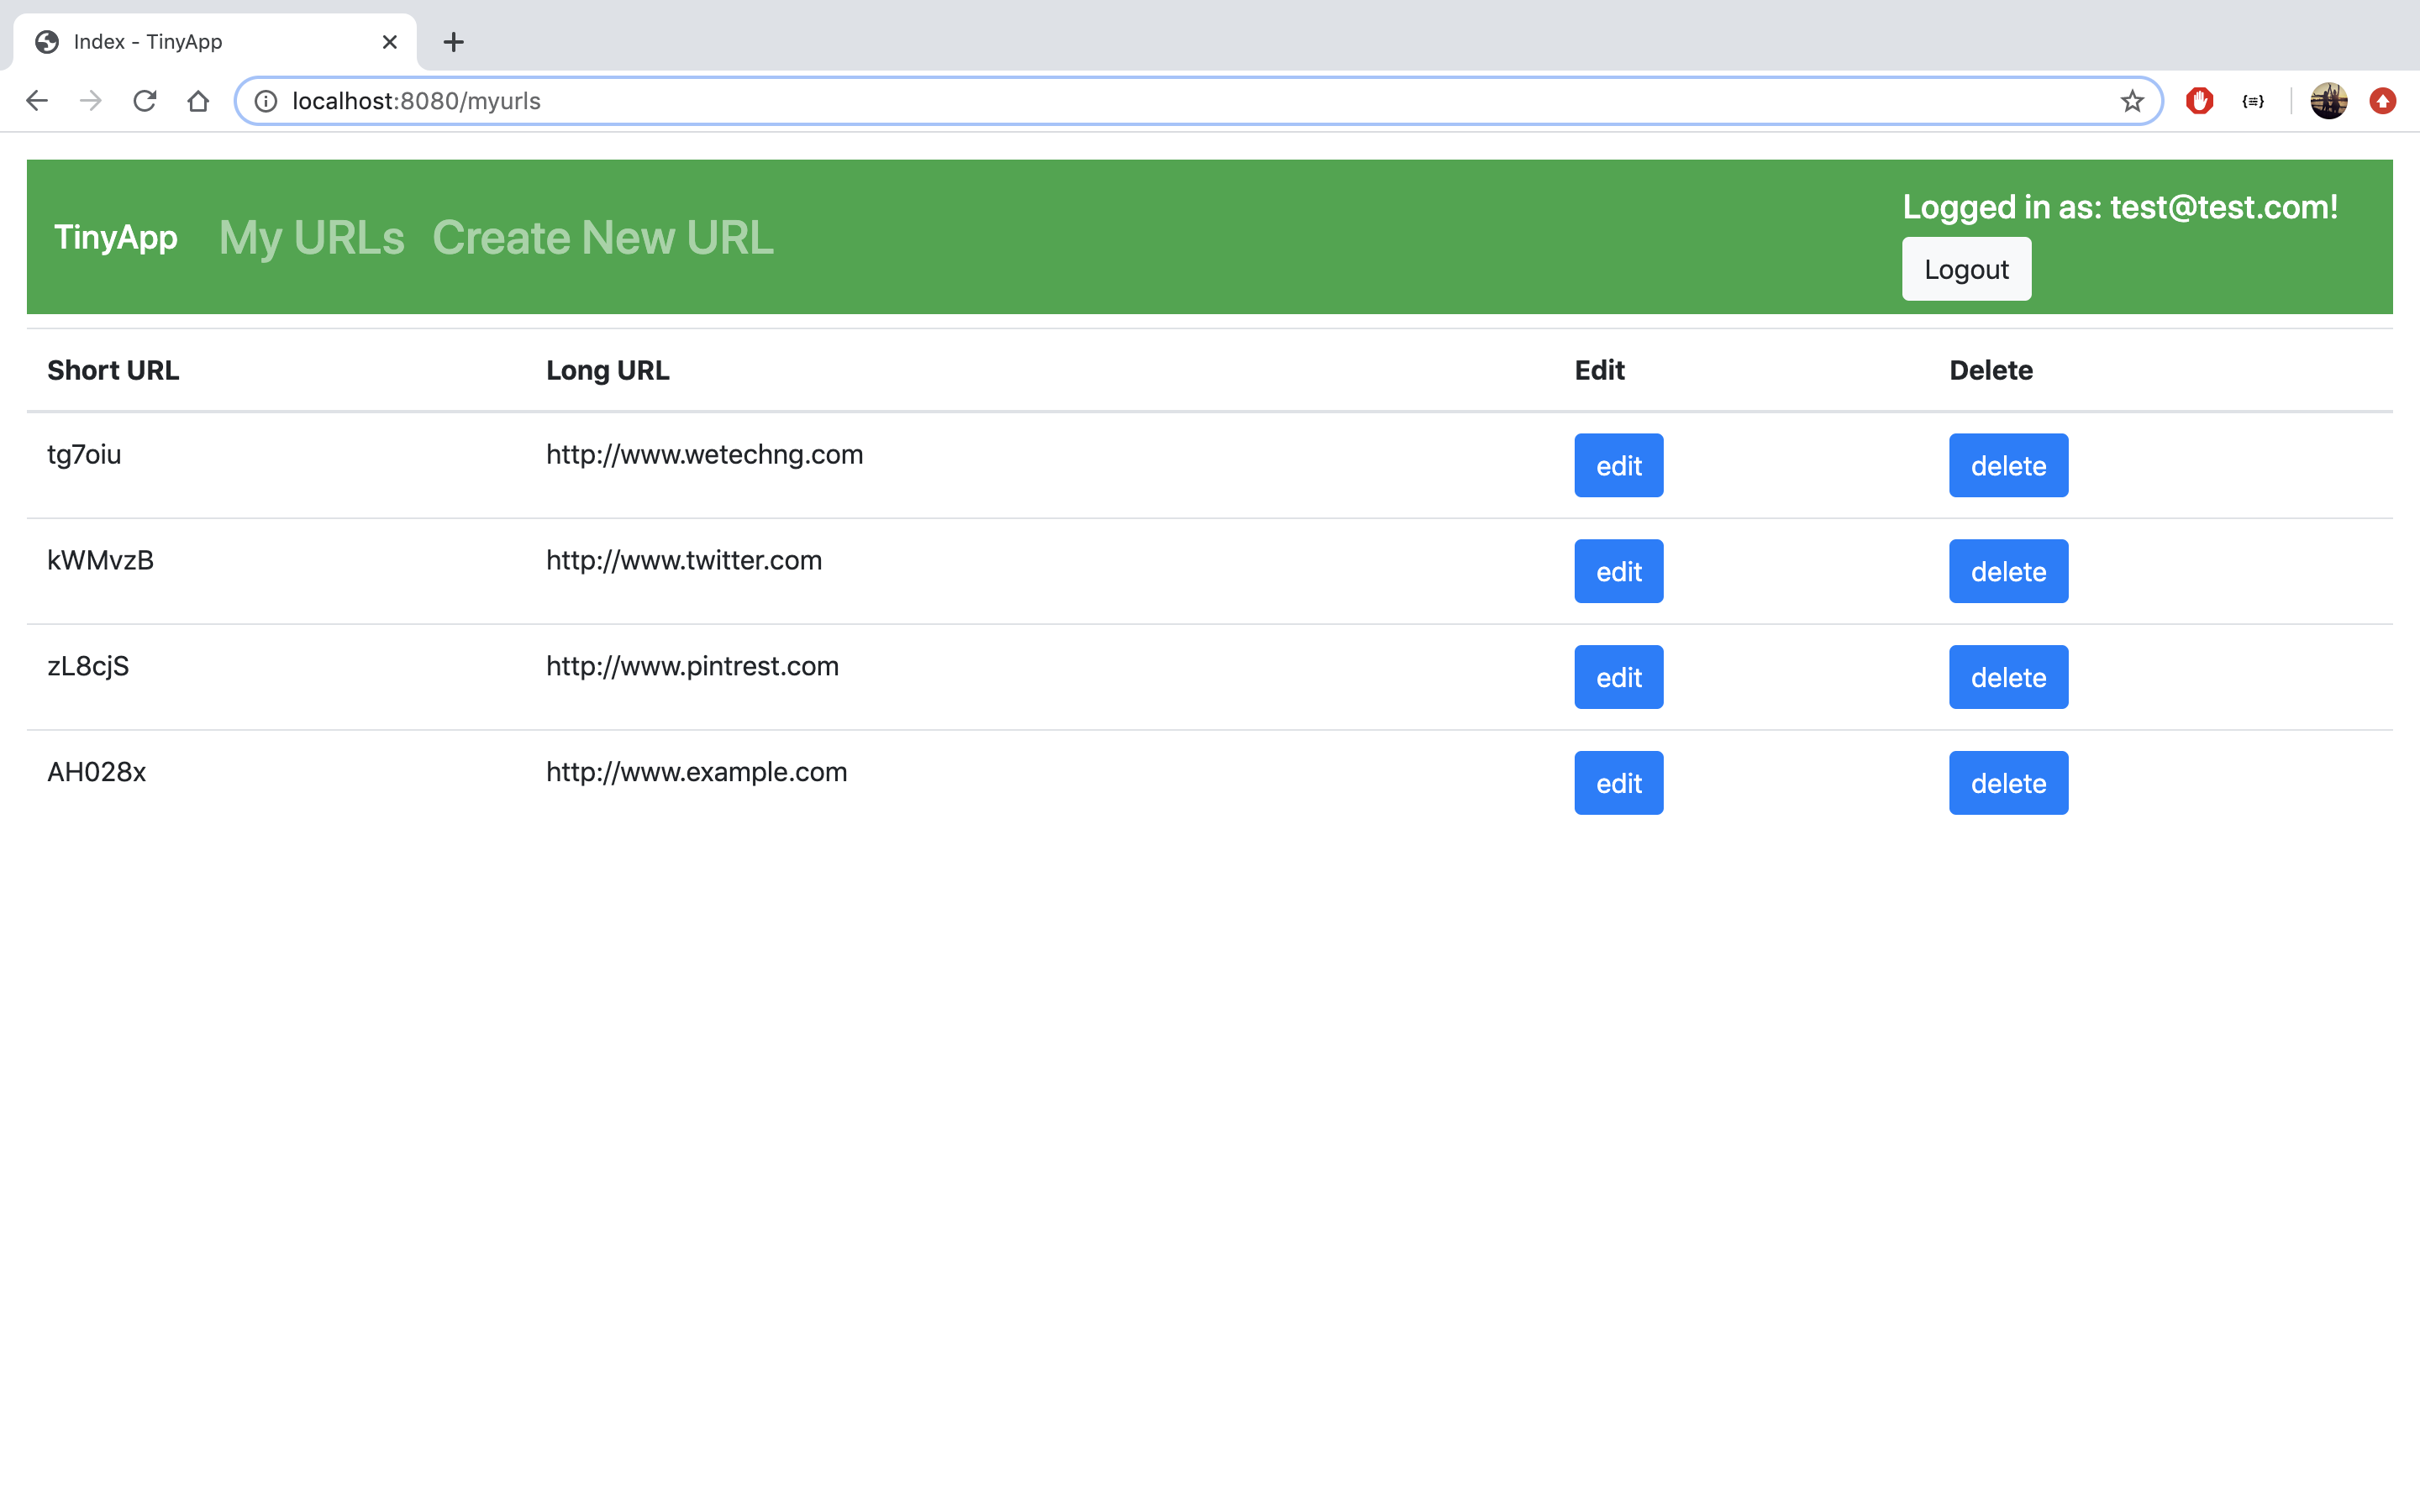 Index - TinyApp
localhost:8080/myurls
TinyApp My URLs Create New URL
Logged in as: test@test.com!
Logout
Short URL Long URL Edit Delete
tg7oiu http://www.wetechng.com edit delete
kWMvzB http://www.twitter.com edit delete
zL8cjS http://www.pintrest.com edit delete
AH028x http://www.example.com edit delete